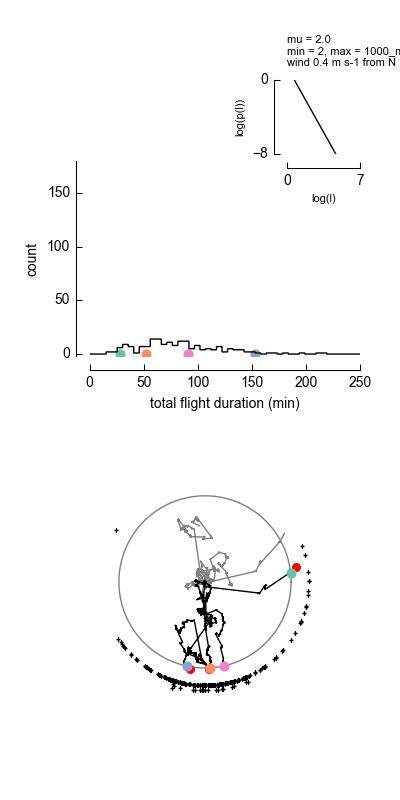 mu = 2.0
min = 2, max = 1000_m
wind 0.4 m s-1 from N
0
−8
log(p(l))
0 7
log(l)
150
100
50
0
count
0 50 100 150 200 250
total flight duration (min)